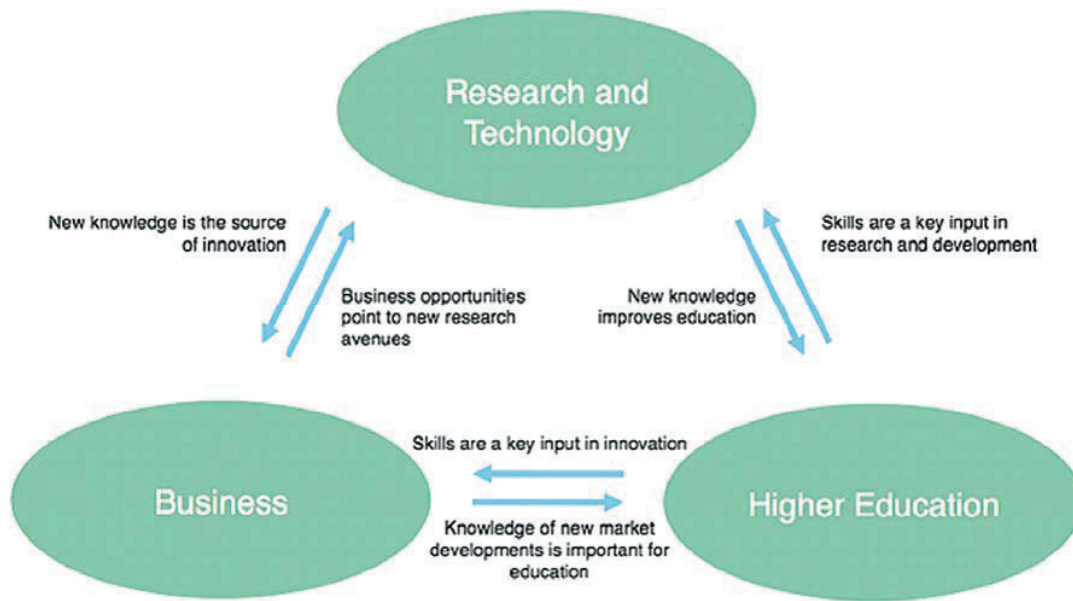 Research and
Technology
New knowledge is the source
of innovation
Skills are a key input in
research and development
Business opportunities
point to new research
avenues
New knowledge
improves education
Skills are a key input in innovation
Business
Higher Education
Knowledge of new market
developments is important for
education